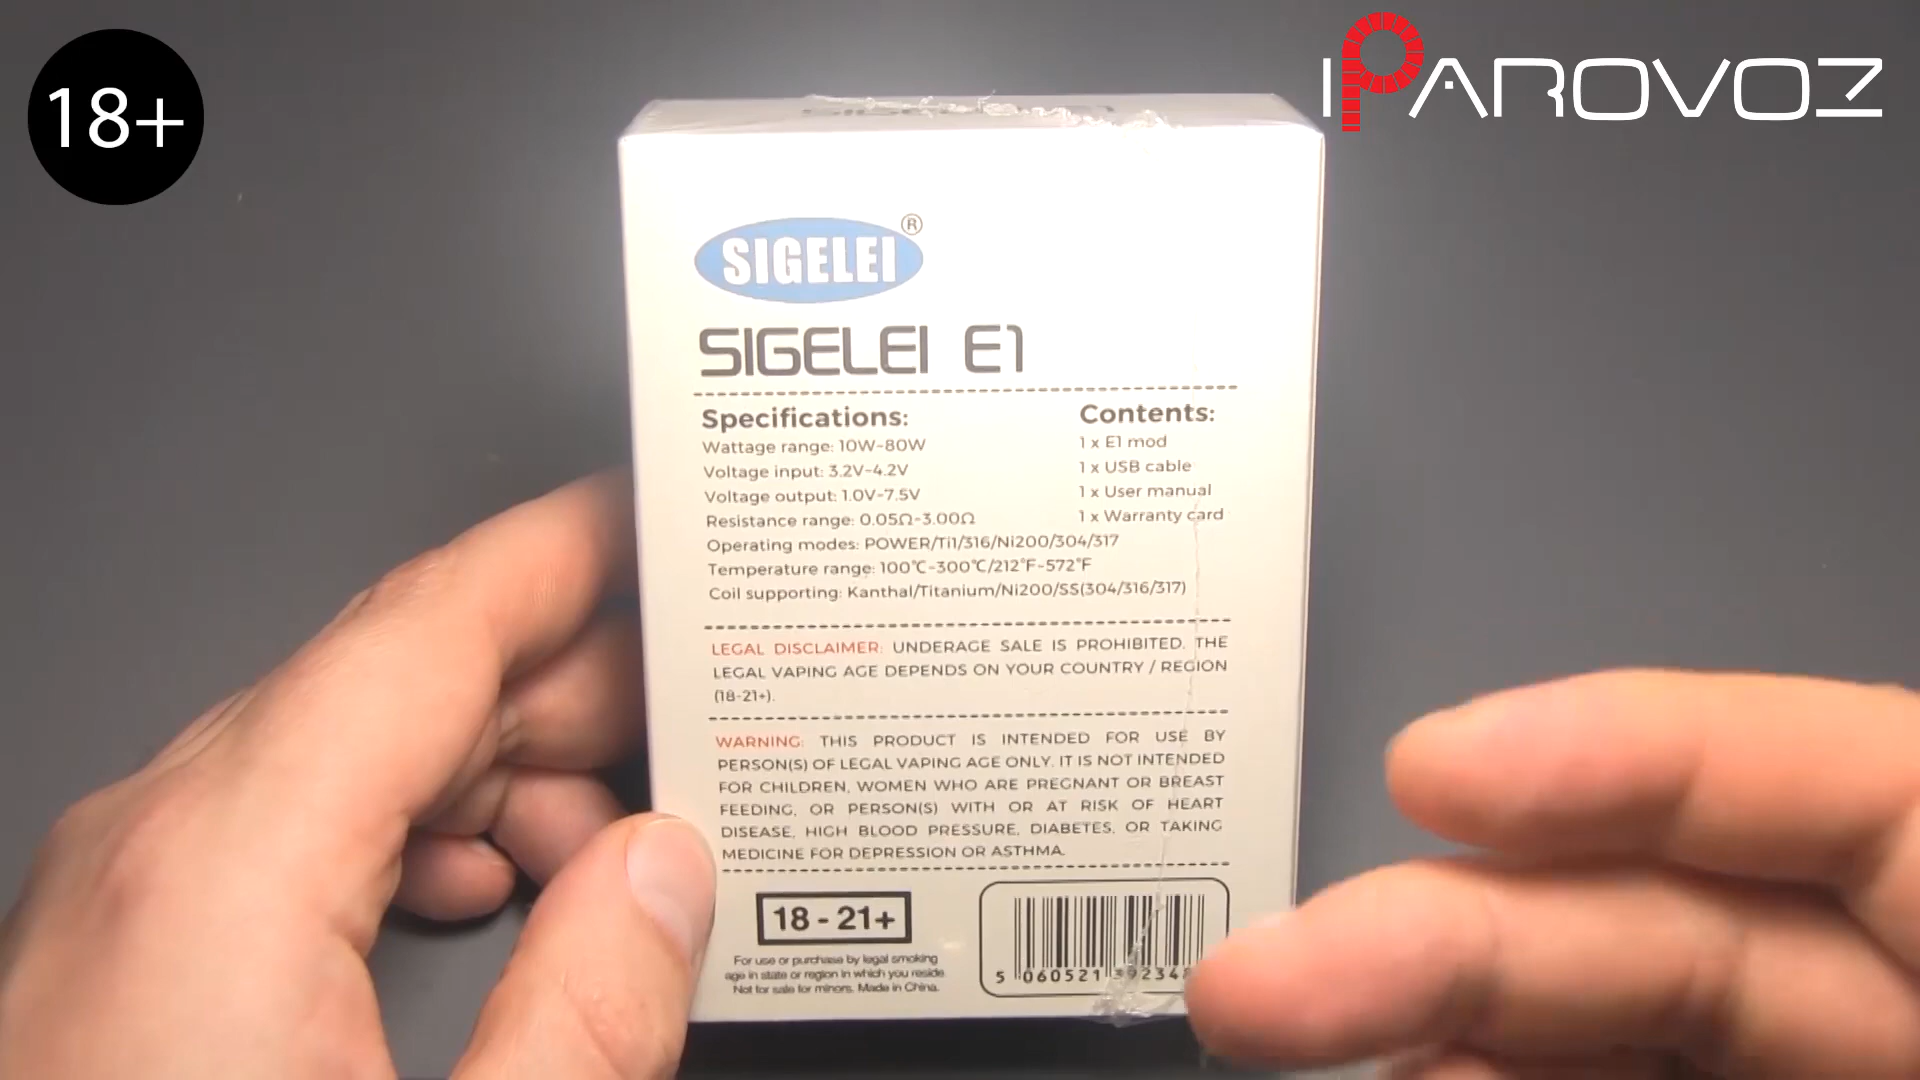 18+
iPAROVOZ
SIGELEI®
SIGELEI E1
Specifications:
Wattage range: 10W-80W
Voltage input: 3.2V-4.2V
Voltage output: 1.0V-7.5V
Resistance range: 0.05Ω-3.00Ω
Operating modes: POWER/Ti1/316/Ni200/304/317
Temperature range: 100℃-300℃/212℉-572℉
Coil supporting: Kanthal/Titanium/Ni200/SS(304/316/317)
Contents:
1 x E1 mod
1 x USB cable
1 x User manual
1 x Warranty card
LEGAL DISCLAIMER: UNDERAGE SALE IS PROHIBITED. THE
LEGAL VAPING AGE DEPENDS ON YOUR COUNTRY / REGION
(18-21+).
WARNING: THIS PRODUCT IS INTENDED FOR USE BY
PERSON(S) OF LEGAL VAPING AGE ONLY. IT IS NOT INTENDED
FOR CHILDREN, WOMEN WHO ARE PREGNANT OR BREAST
FEEDING, OR PERSON(S) WITH OR AT RISK OF HEART
DISEASE, HIGH BLOOD PRESSURE, DIABETES, OR TAKING
MEDICINE FOR DEPRESSION OR ASTHMA.
18 - 21+
For use or purchase by legal smoking
age in state or region in which you reside.
Not for sale for minors. Made in China.
5 060521